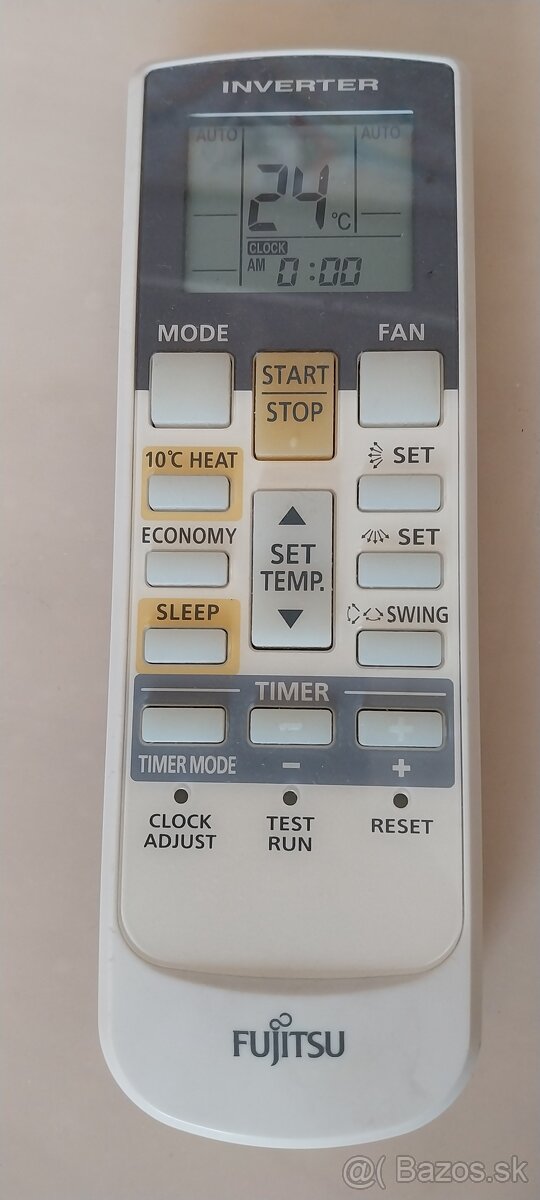 INVERTER
AUTO AUTO
24 °C
CLOCK
AM 0:00
MODE FAN
START
STOP
10°C HEAT SET
ECONOMY SET
SET
TEMP.
SLEEP SWING
TIMER
TIMER MODE - +
CLOCK
ADJUST
TEST
RUN
RESET
FUJITSU
@( Bazos.sk